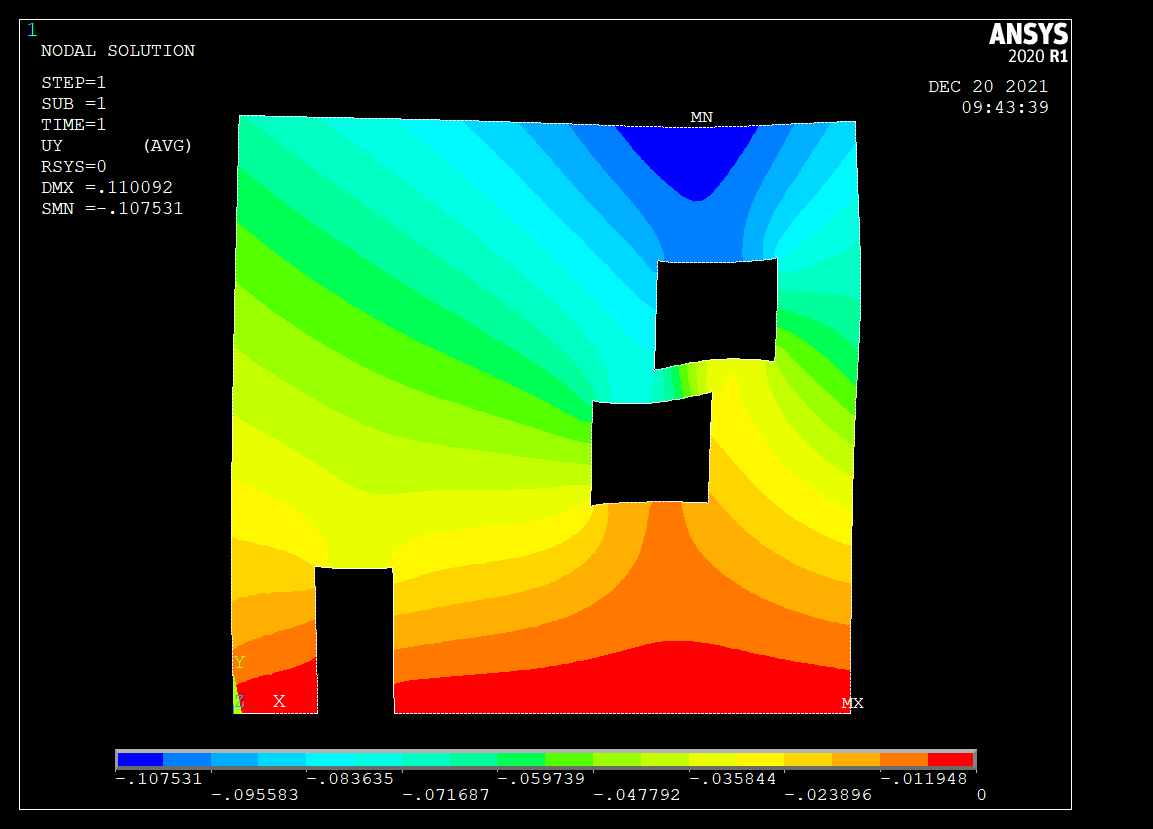 1
NODAL SOLUTION
STEP=1
SUB =1
TIME=1
UY (AVG)
RSYS=0
DMX =.110092
SMN =-.107531
ANSYS
2020 R1
DEC 20 2021
09:43:39
MN
Y
Z X
MX
-.107531 -.083635 -.059739 -.035844 -.011948
-.095583 -.071687 -.047792 -.023896 0